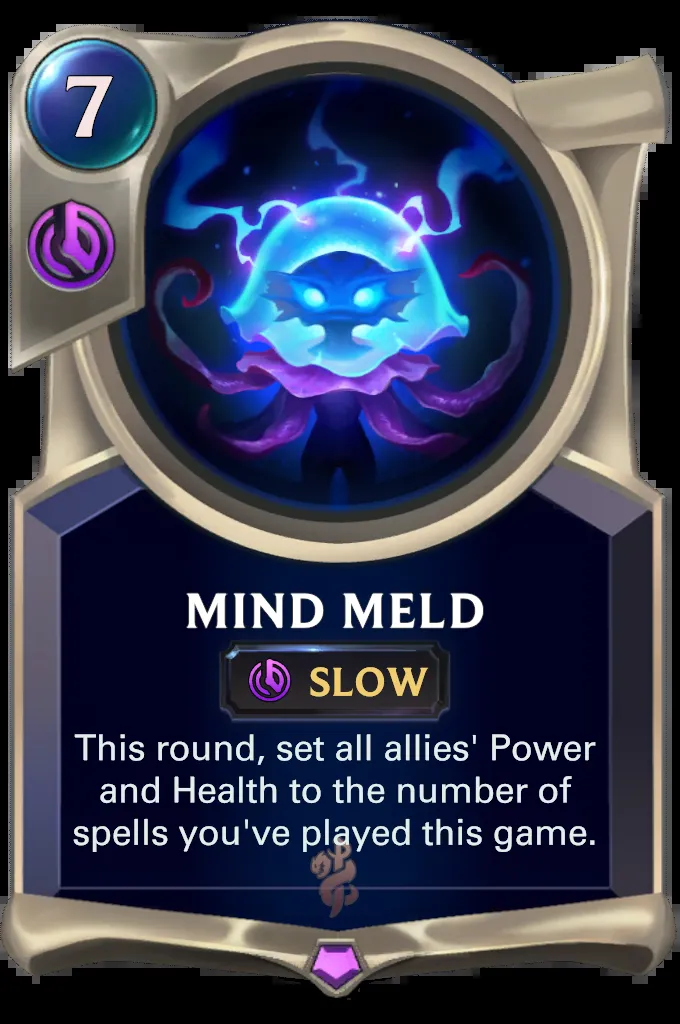 7
MIND MELD
SLOW
This round, set all allies' Power
and Health to the number of
spells you've played this game.